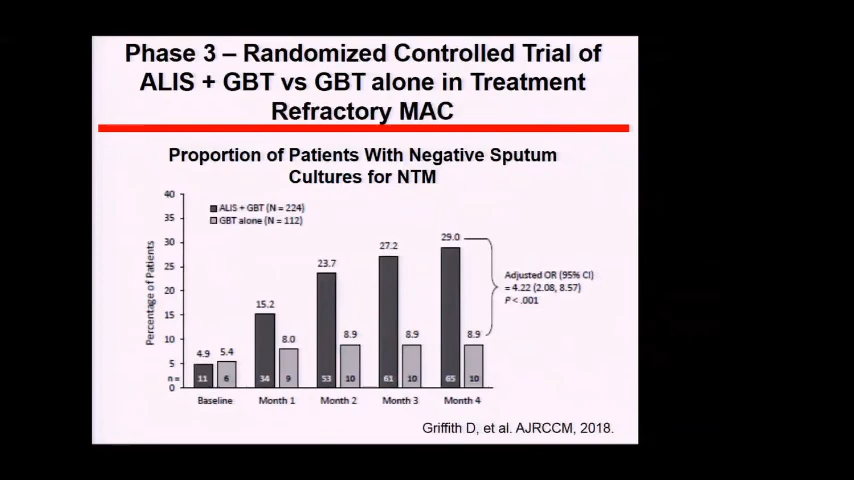 Phase 3 – Randomized Controlled Trial of
ALIS + GBT vs GBT alone in Treatment
Refractory MAC
Proportion of Patients With Negative Sputum
Cultures for NTM
Percentage of Patients
40
35
30
25
20
15
10
5
0
n =
ALIS + GBT (N = 224)
GBT alone (N = 112)
4.9 5.4
15.2 8.0
23.7 8.9
27.2 8.9
29.0 8.9
11 6 34 9 53 10 61 10 65 10
Baseline Month 1 Month 2 Month 3 Month 4
Adjusted OR (95% CI)
= 4.22 (2.08, 8.57)
P < .001
Griffith D, et al. AJRCCM, 2018.